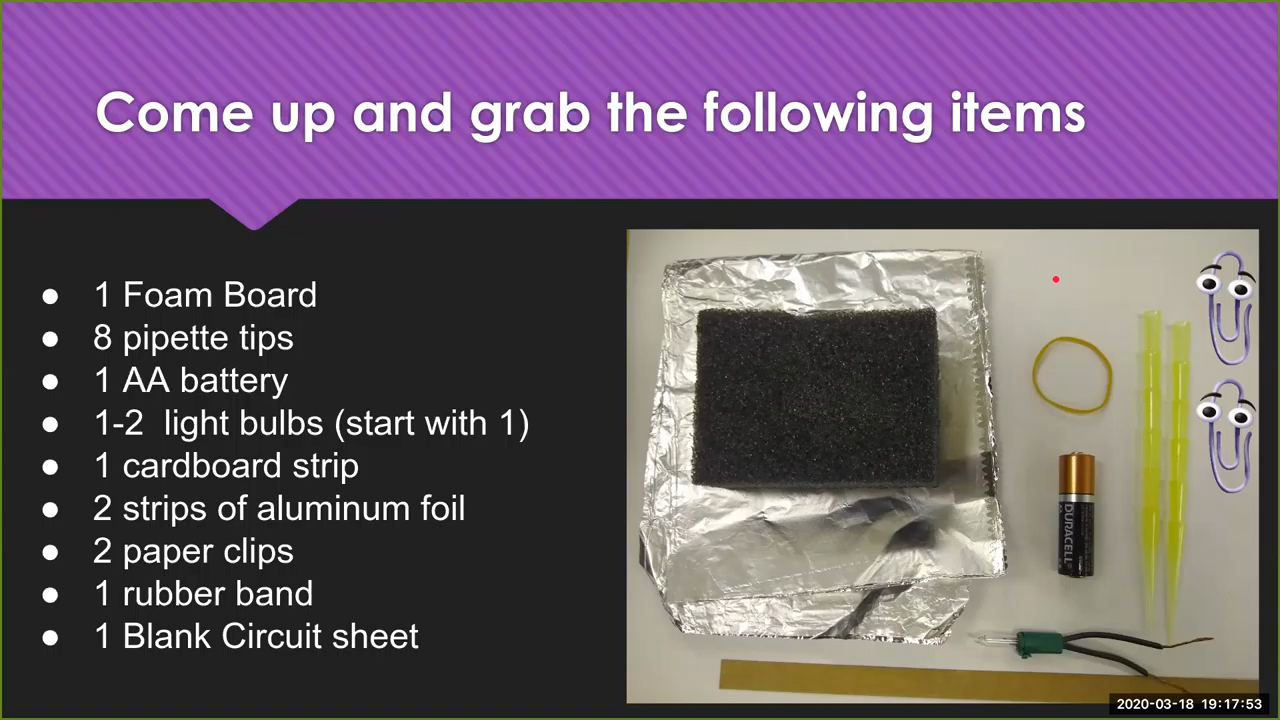 Come up and grab the following items
● 1 Foam Board
● 8 pipette tips
● 1 AA battery
● 1-2  light bulbs (start with 1)
● 1 cardboard strip
● 2 strips of aluminum foil
● 2 paper clips
● 1 rubber band
● 1 Blank Circuit sheet
DURACELL
2020-03-18 19:17:53